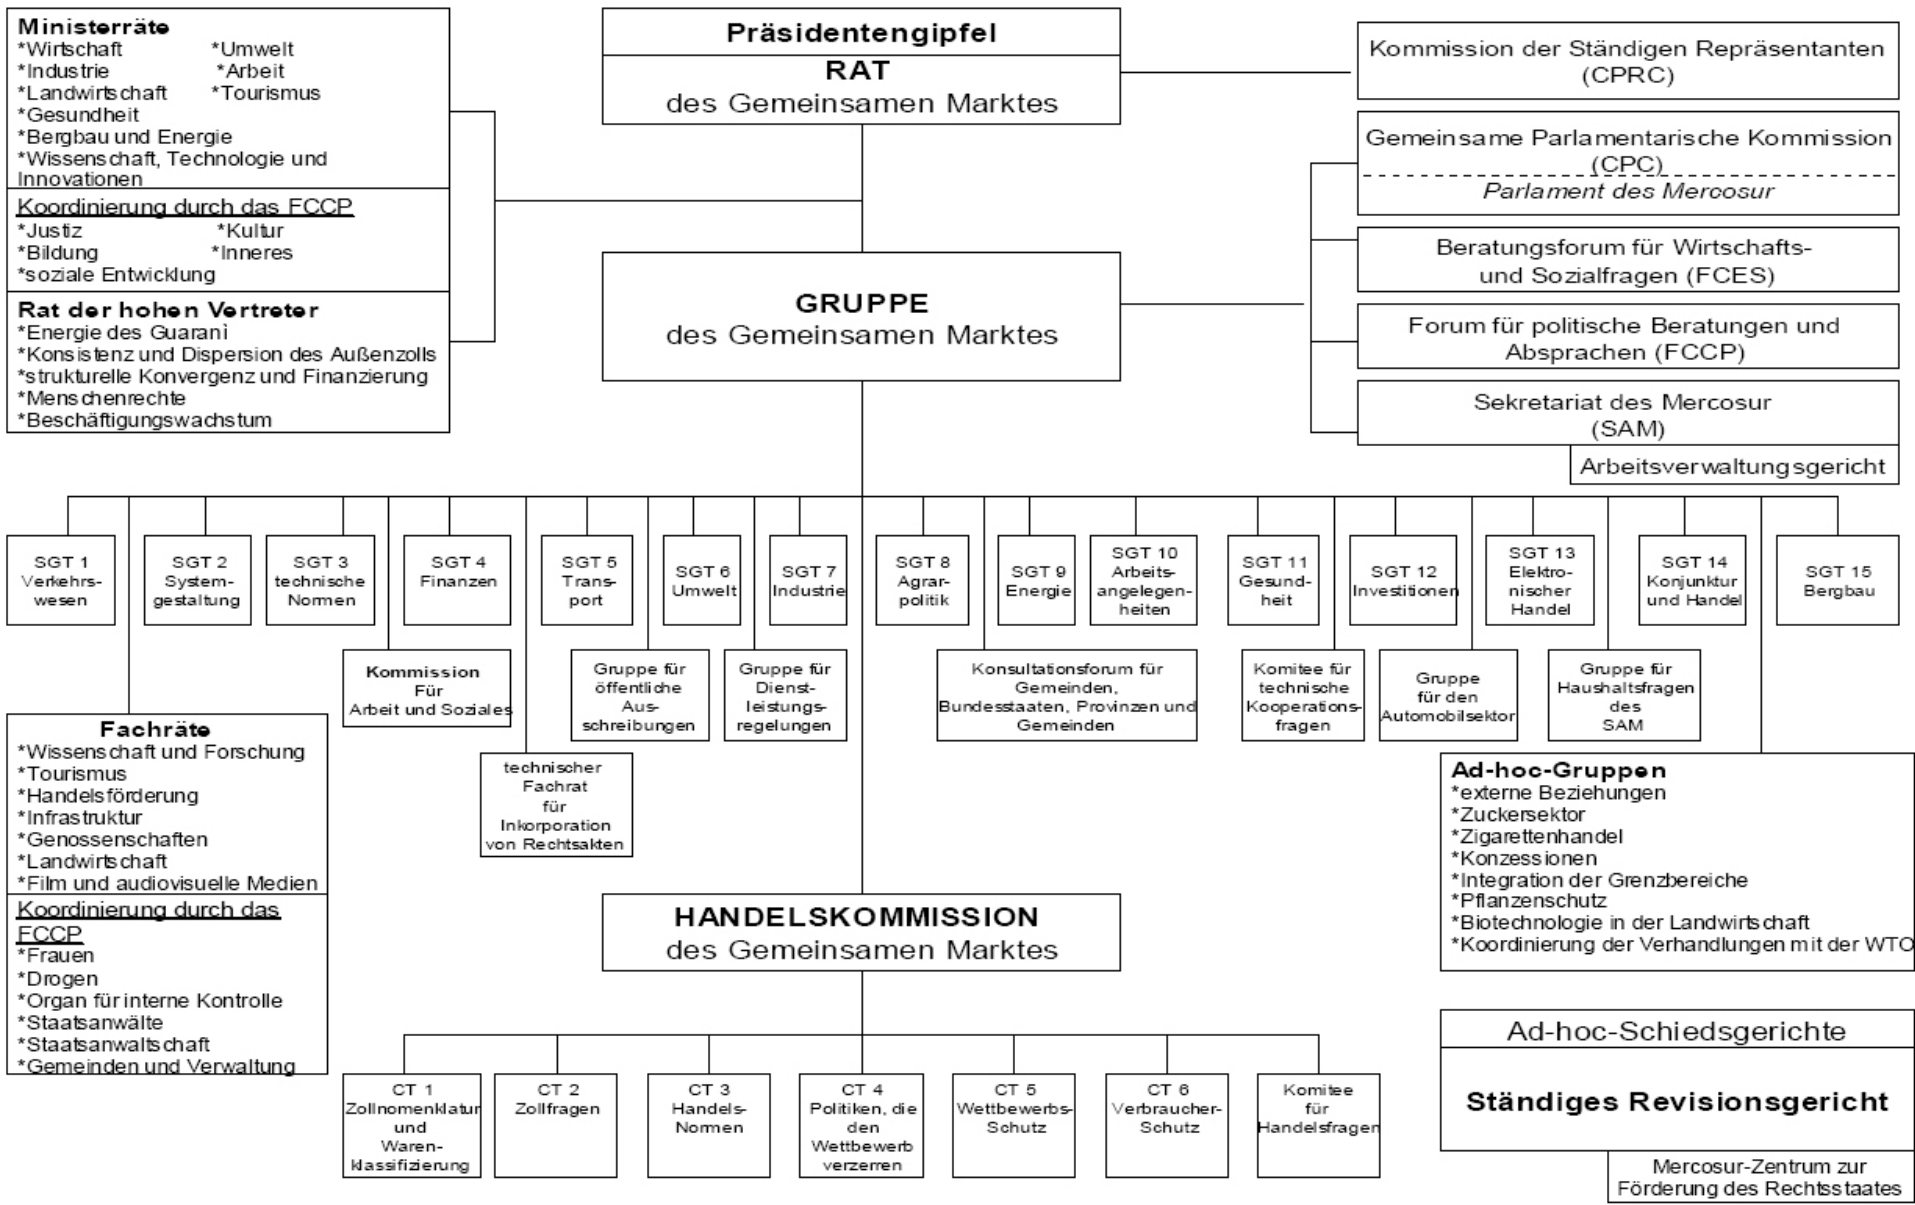 Ministerräte
*Wirtschaft *Umwelt
*Industrie *Arbeit
*Landwirtschaft *Tourismus
*Gesundheit
*Bergbau und Energie
*Wissenschaft, Technologie und
Innovationen
Koordinierung durch das FCCP
*Justiz *Kultur
*Bildung *Inneres
*soziale Entwicklung
Rat der hohen Vertreter
*Energie des Guaranì
*Konsistenz und Dispersion des Außenzolls
*strukturelle Konvergenz und Finanzierung
*Menschenrechte
*Beschäftigungswachstum
Präsidentengipfel
RAT
des Gemeinsamen Marktes
GRUPPE
des Gemeinsamen Marktes
Kommission der Ständigen Repräsentanten
(CPRC)
Gemeinsame Parlamentarische Kommission
(CPC)
Parlament des Mercosur
Beratungsforum für Wirtschafts-
und Sozialfragen (FCES)
Forum für politische Beratungen und
Absprachen (FCCP)
Sekretariat des Mercosur
(SAM)
Arbeitsverwaltungsgericht
SGT 1
Verkehrs-
wesen
SGT 2
System-
gestaltung
SGT 3
technische
Normen
SGT 4
Finanzen
SGT 5
Trans-
port
SGT 6
Umwelt
SGT 7
Industrie
SGT 8
Agrar-
politik
SGT 9
Energie
SGT 10
Arbeits-
angelegen-
heiten
SGT 11
Gesund-
heit
SGT 12
Investitionen
SGT 13
Elektro-
nischer
Handel
SGT 14
Konjunktur
und Handel
SGT 15
Bergbau
Kommission
Für
Arbeit und Soziales
Gruppe für
öffentliche
Aus-
schreibungen
Gruppe für
Dienst-
leistungs-
regelungen
Konsultationsforum für
Gemeinden,
Bundesstaaten, Provinzen und
Gemeinden
Komitee für
technische
Kooperations-
fragen
Gruppe
für den
Automobilsektor
Gruppe für
Haushaltsfragen
des
SAM
Fachräte
*Wissenschaft und Forschung
*Tourismus
*Handelsförderung
*Infrastruktur
*Genossenschaften
*Landwirtschaft
*Film und audiovisuelle Medien
Koordinierung durch das
FCCP
*Frauen
*Drogen
*Organ für interne Kontrolle
*Staatsanwälte
*Staatsanwaltschaft
*Gemeinden und Verwaltung
technischer
Fachrat
für
Inkorporation
von Rechtsakten
Ad-hoc-Gruppen
*externe Beziehungen
*Zuckersektor
*Zigarettenhandel
*Konzessionen
*Integration der Grenzbereiche
*Pflanzenschutz
*Biotechnologie in der Landwirtschaft
*Koordinierung der Verhandlungen mit der WTO
HANDELSKOMMISSION
des Gemeinsamen Marktes
CT 1
Zollnomenklatur
und
Waren-
klassifizierung
CT 2
Zollfragen
CT 3
Handels-
Normen
CT 4
Politiken, die
den
Wettbewerb
verzerren
CT 5
Wettbewerbs-
Schutz
CT 6
Verbraucher-
Schutz
Komitee
für
Handelsfragen
Ad-hoc-Schiedsgerichte
Ständiges Revisionsgericht
Mercosur-Zentrum zur
Förderung des Rechtsstaates